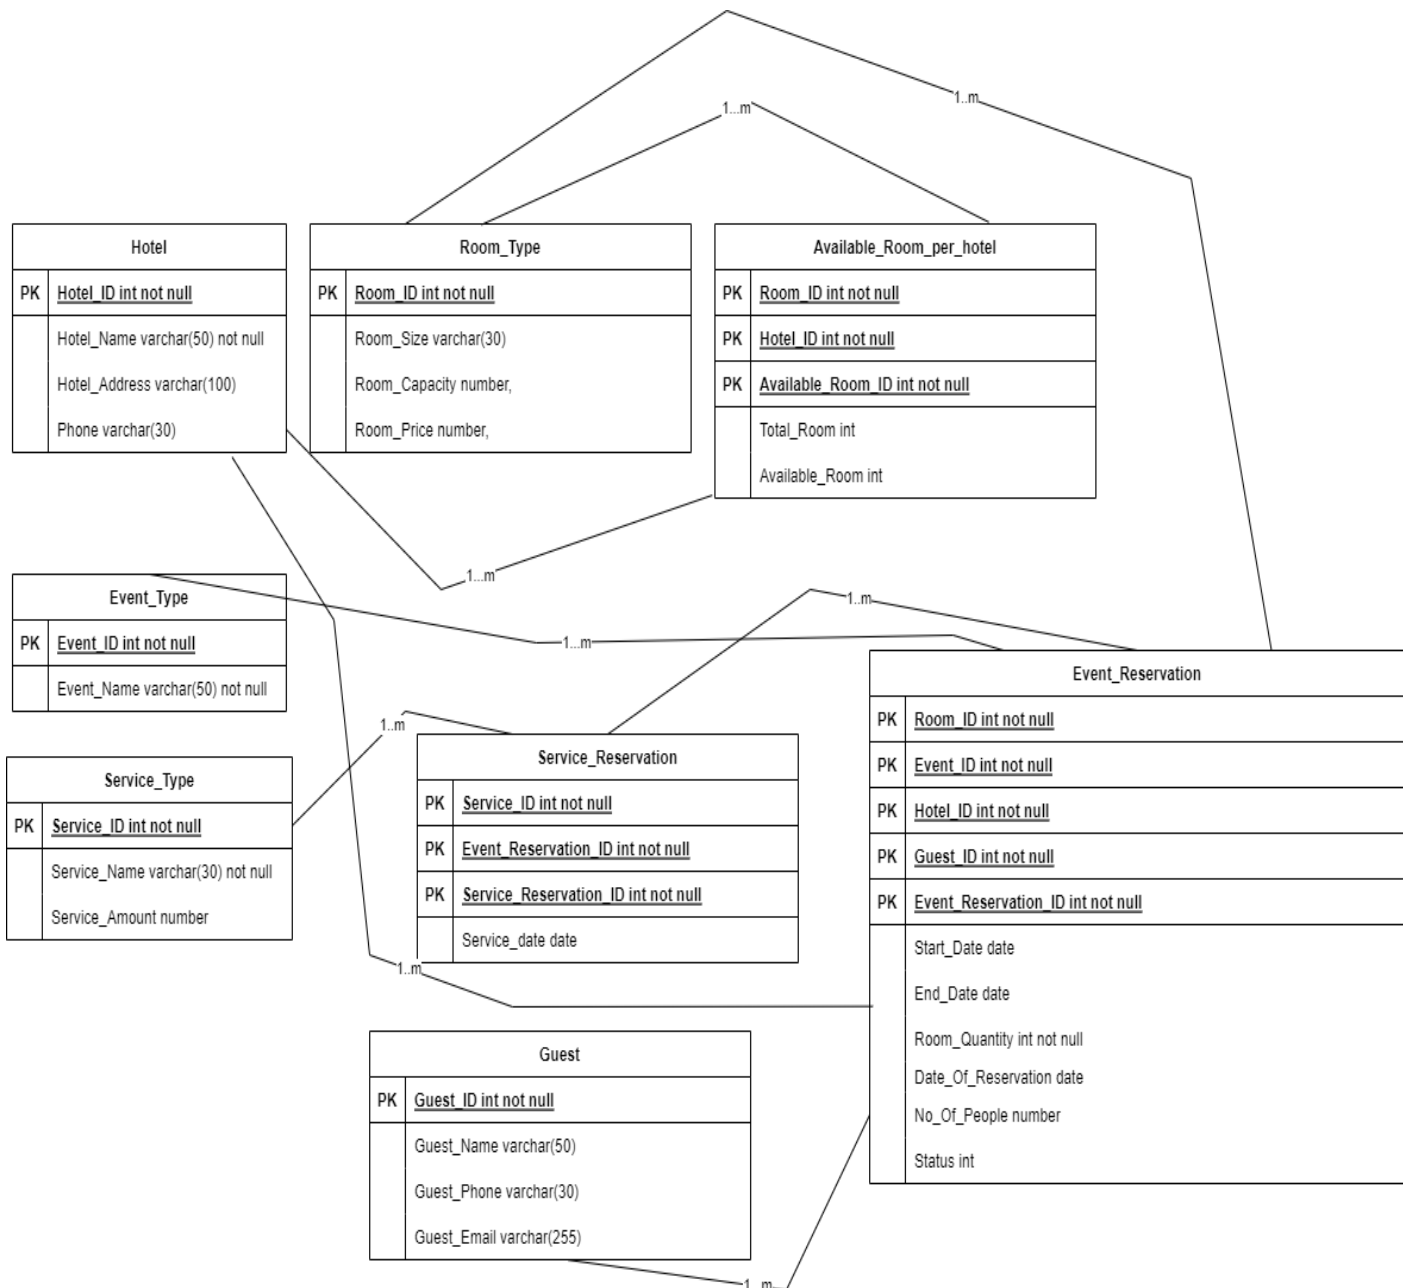 1..m
1...m
Hotel
PK Hotel_ID int not null
Hotel_Name varchar(50) not null
Hotel_Address varchar(100)
Phone varchar(30)
Room_Type
PK Room_ID int not null
Room_Size varchar(30)
Room_Capacity number,
Room_Price number,
Available_Room_per_hotel
PK Room_ID int not null
PK Hotel_ID int not null
PK Available_Room_ID int not null
Total_Room int
Available_Room int
1...m
Event_Type
PK Event_ID int not null
Event_Name varchar(50) not null
1...m
1..m
1..m
Service_Type
PK Service_ID int not null
Service_Name varchar(30) not null
Service_Amount number
Service_Reservation
PK Service_ID int not null
PK Event_Reservation_ID int not null
PK Service_Reservation_ID int not null
Service_date date
Event_Reservation
PK Room_ID int not null
PK Event_ID int not null
PK Hotel_ID int not null
PK Guest_ID int not null
PK Event_Reservation_ID int not null
Start_Date date
End_Date date
Room_Quantity int not null
Date_Of_Reservation date
No_Of_People number
Status int
1..m
Guest
PK Guest_ID int not null
Guest_Name varchar(50)
Guest_Phone varchar(30)
Guest_Email varchar(255)
1..m